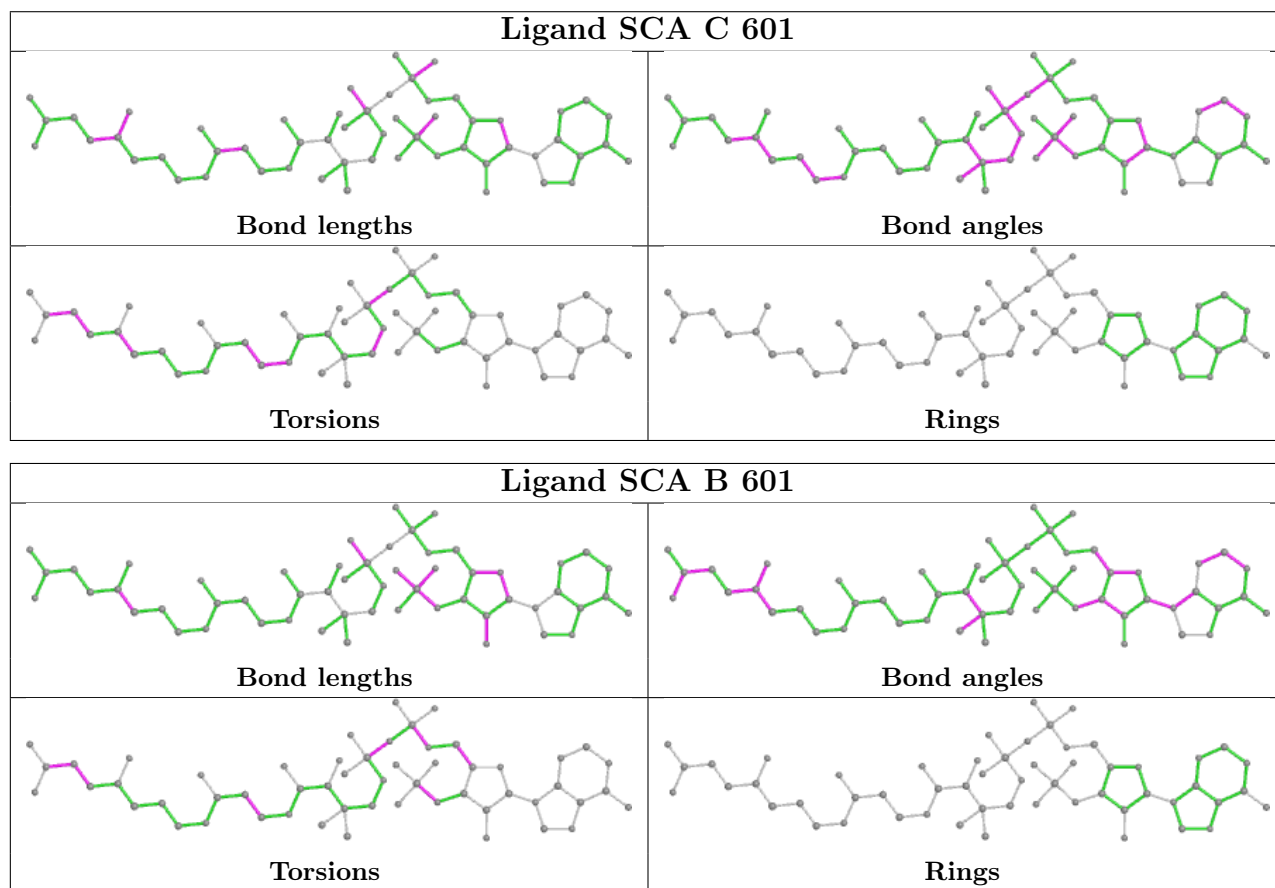 Ligand SCA C 601
Bond lengths
Bond angles
Torsions
Rings
Ligand SCA B 601
Bond lengths
Bond angles
Torsions
Rings